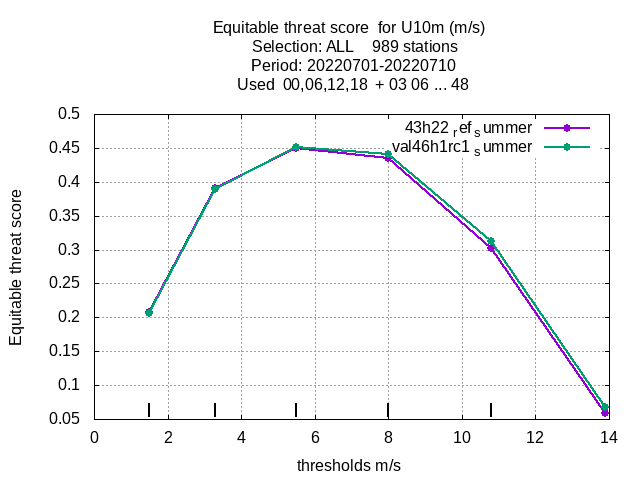 Equitable threat score  for U10m (m/s)
Selection: ALL    989 stations
Period: 20220701-20220710
Used  00,06,12,18  + 03 06 ... 48
43h22 ref summer
val46h1rc1 summer
0.5
0.45
0.4
0.35
0.3
0.25
0.2
0.15
0.1
0.05
Equitable threat score
0 2 4 6 8 10 12 14
thresholds m/s